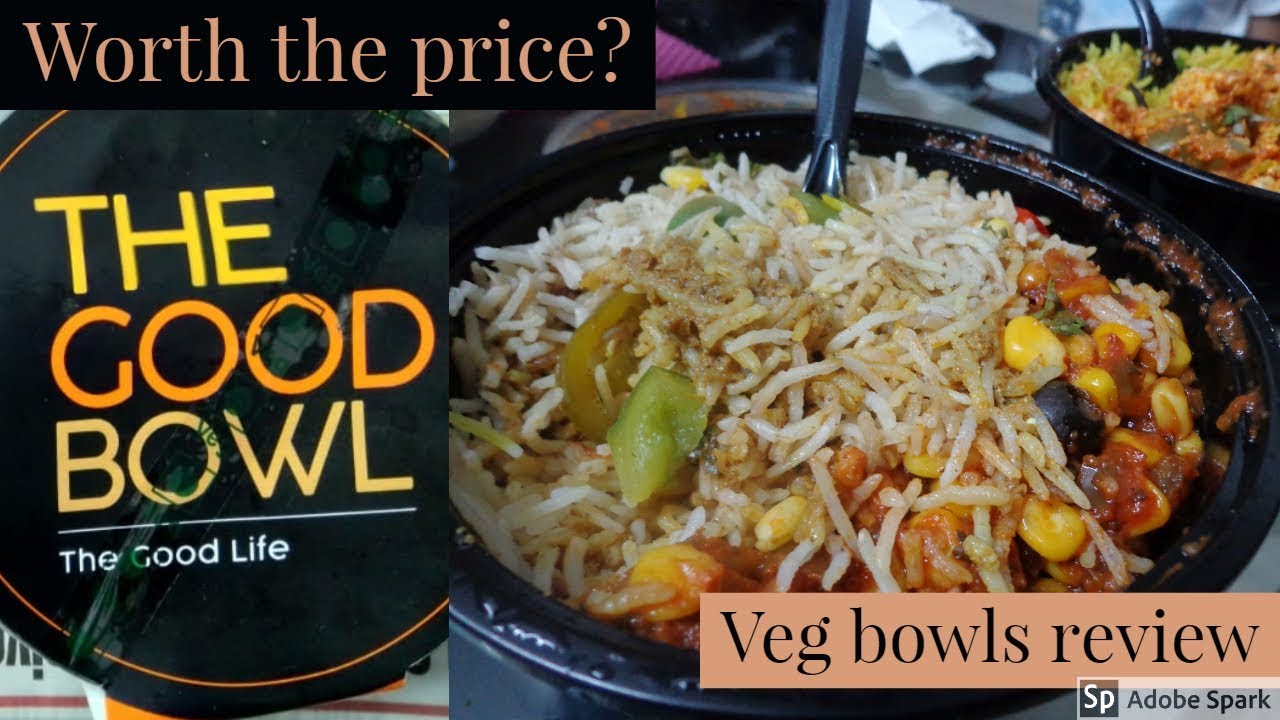 Worth the price?
THE
GOOD
BOWL
The Good Life
Veg bowls review
Sp Adobe Spark